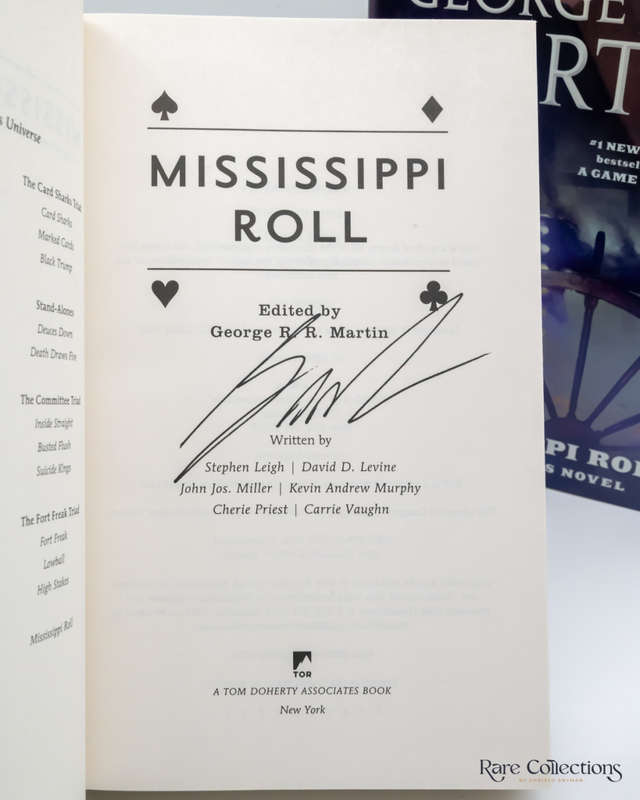 s Universe
The Card Sharks Triad
Card Sharks
Marked Cards
Black Trump
Stand-Alones
Deuces Down
Death Draws Five
The Committee Triad
Inside Straight
Busted Flush
Suicide Kings
The Fort Freak Triad
Fort Freak
Lowball
High Stakes
Mississippi Roll
MISSISSIPPI
ROLL
Edited by
George R. R. Martin
Written by
Stephen Leigh | David D. Levine
John Jos. Miller | Kevin Andrew Murphy
Cherie Priest | Carrie Vaughn
TOR
A TOM DOHERTY ASSOCIATES BOOK
New York
GEORGE
RT
#1 NEW
bestsel
A GAME
PI RO
S NOVEL
Rare Collections